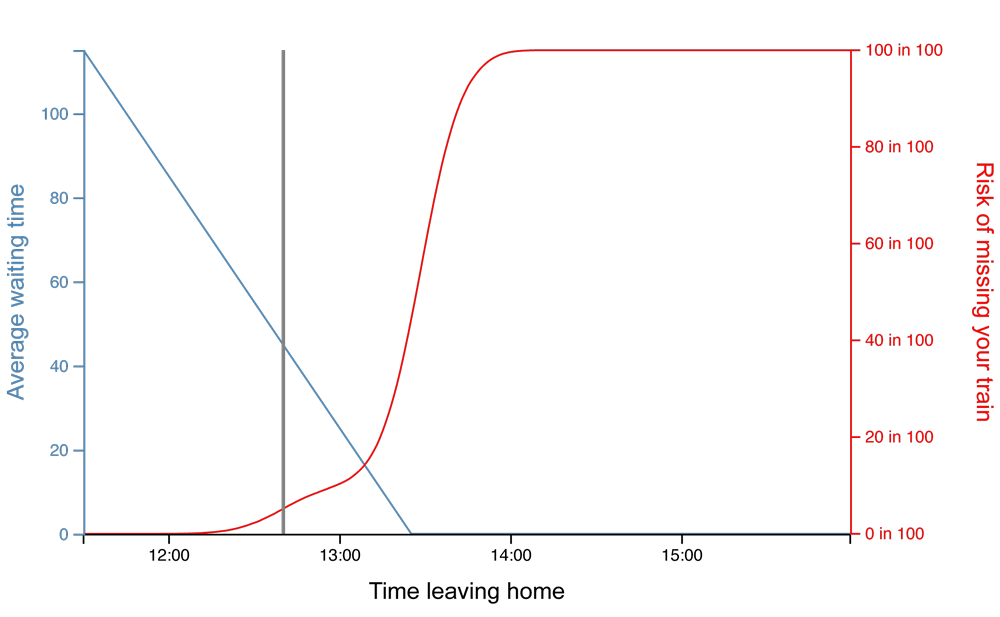 Average waiting time
100
80
60
40
20
0
12:00
13:00
14:00
15:00
Time leaving home
100 in 100
80 in 100
60 in 100
40 in 100
20 in 100
0 in 100
Risk of missing your train